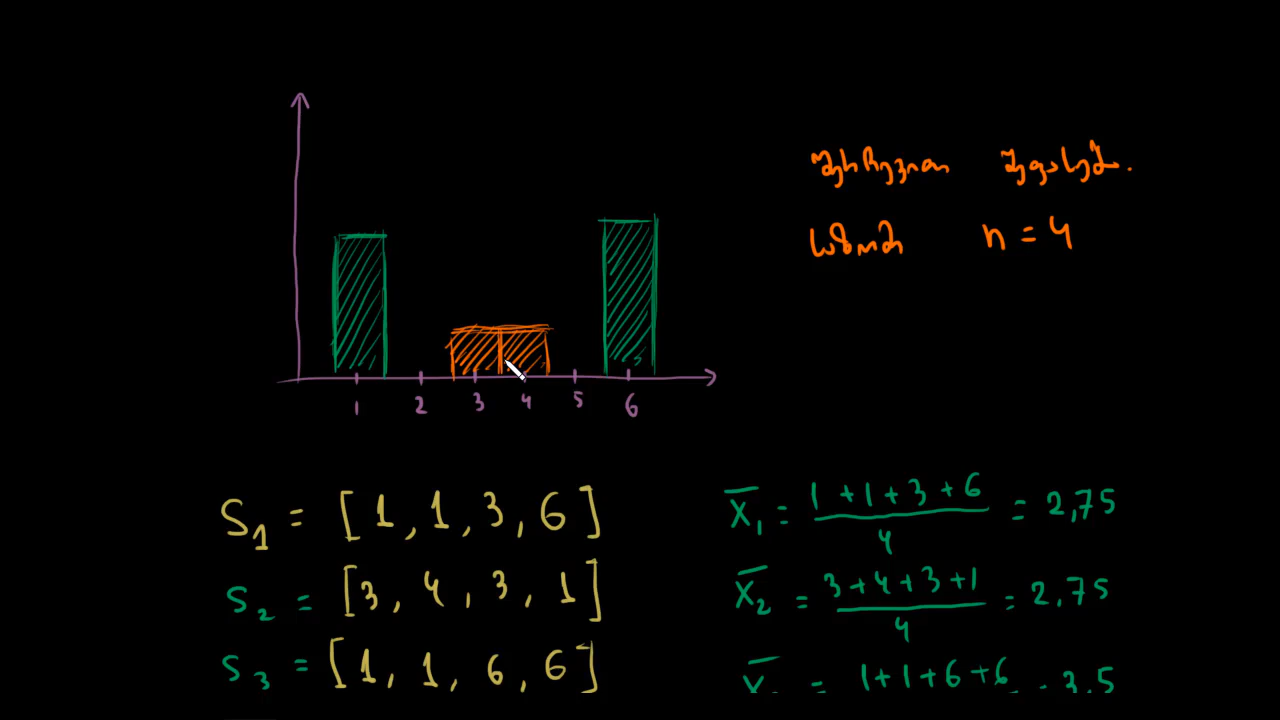 n = 4
1 2 3 4 5 6
S₁ = [1, 1, 3, 6]
X̄₁ = (1 + 1 + 3 + 6)/4 = 2,75
S₂ = [3, 4, 3, 1]
X̄₂ = (3 + 4 + 3 + 1)/4 = 2.75
S₃ = [1, 1, 6, 6]
1 + 1 + 6 + 6 3.5